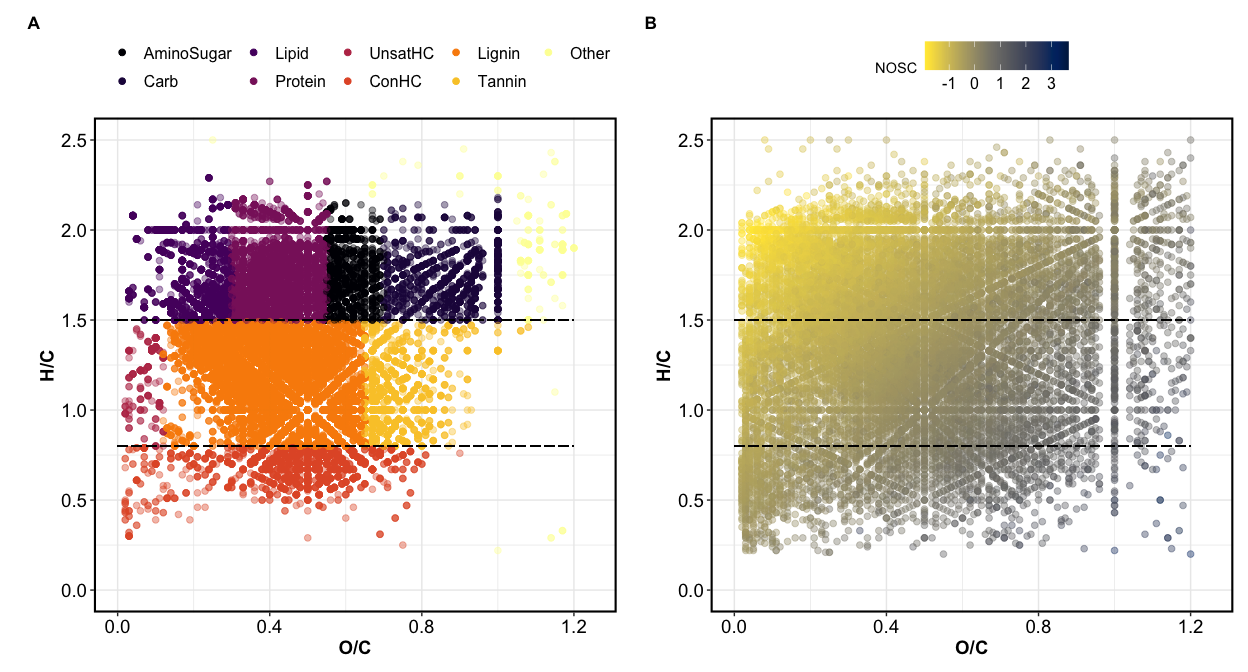 A
AminoSugar Lipid UnsatHC Lignin Other
Carb Protein ConHC Tannin
2.5
2.0
1.5
1.0
0.5
0.0
H/C
0.0 0.4 0.8 1.2
O/C
B
NOSC
-1 0 1 2 3
2.5
2.0
1.5
1.0
0.5
0.0
H/C
0.0 0.4 0.8 1.2
O/C